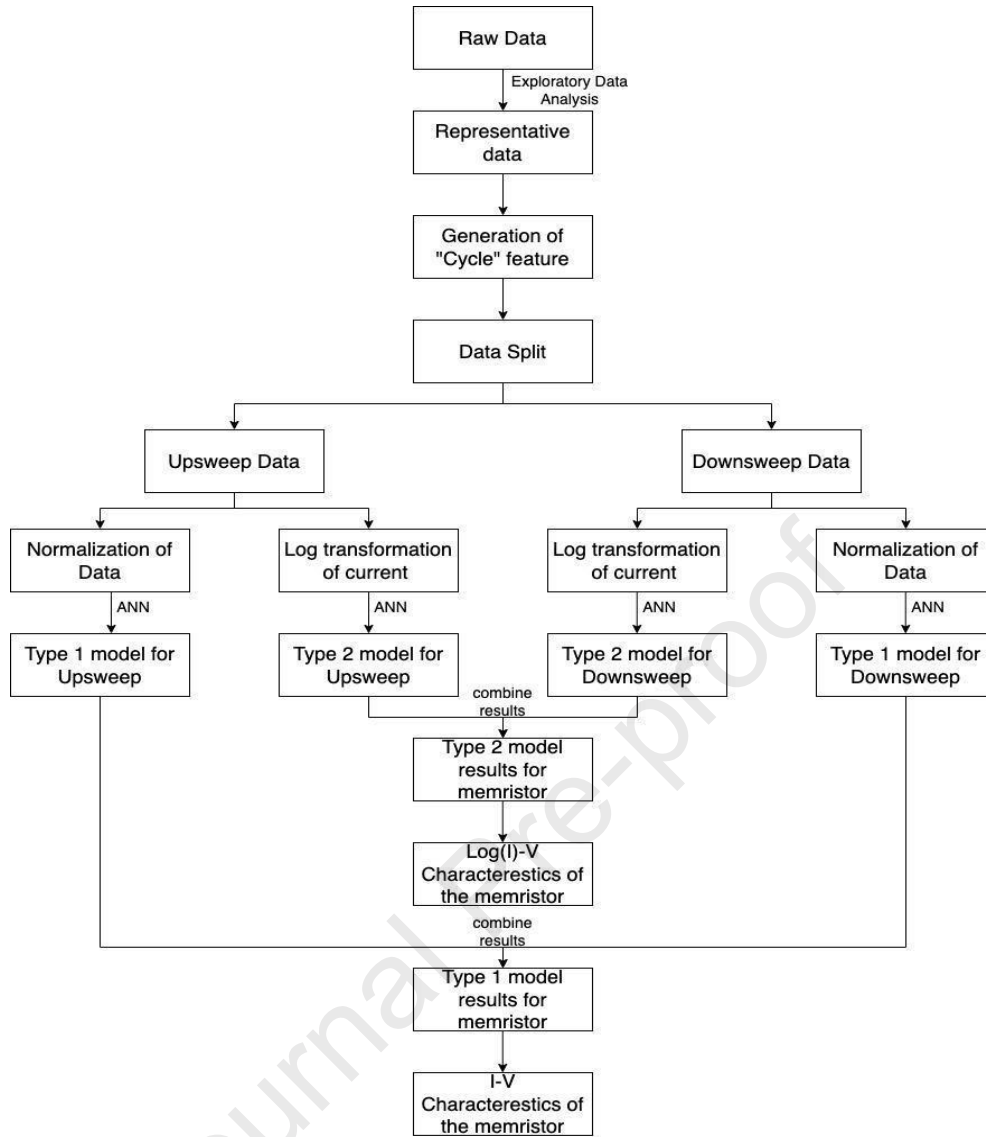 Raw Data
Exploratory Data
Analysis
Representative
data
Generation of
"Cycle" feature
Data Split
Upsweep Data
Downsweep Data
Normalization of
Data
Log transformation
of current
Log transformation
of current
Normalization of
Data
ANN
ANN
ANN
ANN
Type 1 model for
Upsweep
Type 2 model for
Upsweep
Type 2 model for
Downsweep
Type 1 model for
Downsweep
combine
results
Type 2 model
results for
memristor
Log(I)-V
Characterestics of
the memristor
combine
results
Type 1 model
results for
memristor
I-V
Characterestics of
the memristor
urnal Pre-proof